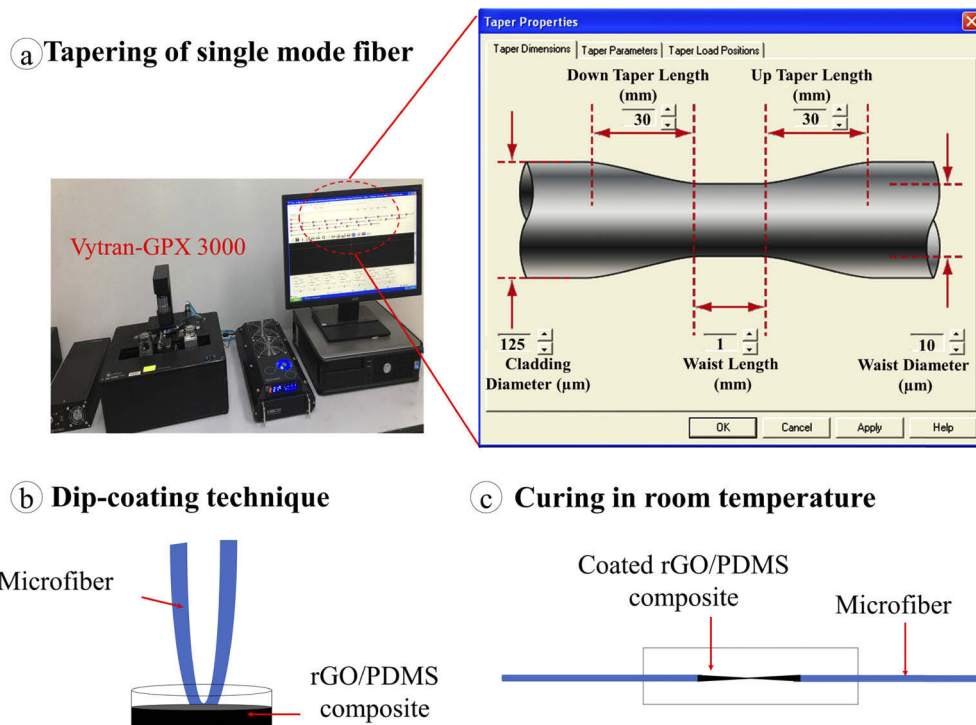 a Tapering of single mode fiber
Vytran-GPX 3000
Taper Properties
Taper Dimensions Taper Parameters Taper Load Positions
Down Taper Length
(mm)
30
Up Taper Length
(mm)
30
125
Cladding
Diameter (µm)
1
Waist Length
(mm)
10
Waist Diameter
(µm)
OK Cancel Apply Help
b Dip-coating technique
Microfiber
rGO/PDMS
composite
c Curing in room temperature
Coated rGO/PDMS
composite
Microfiber